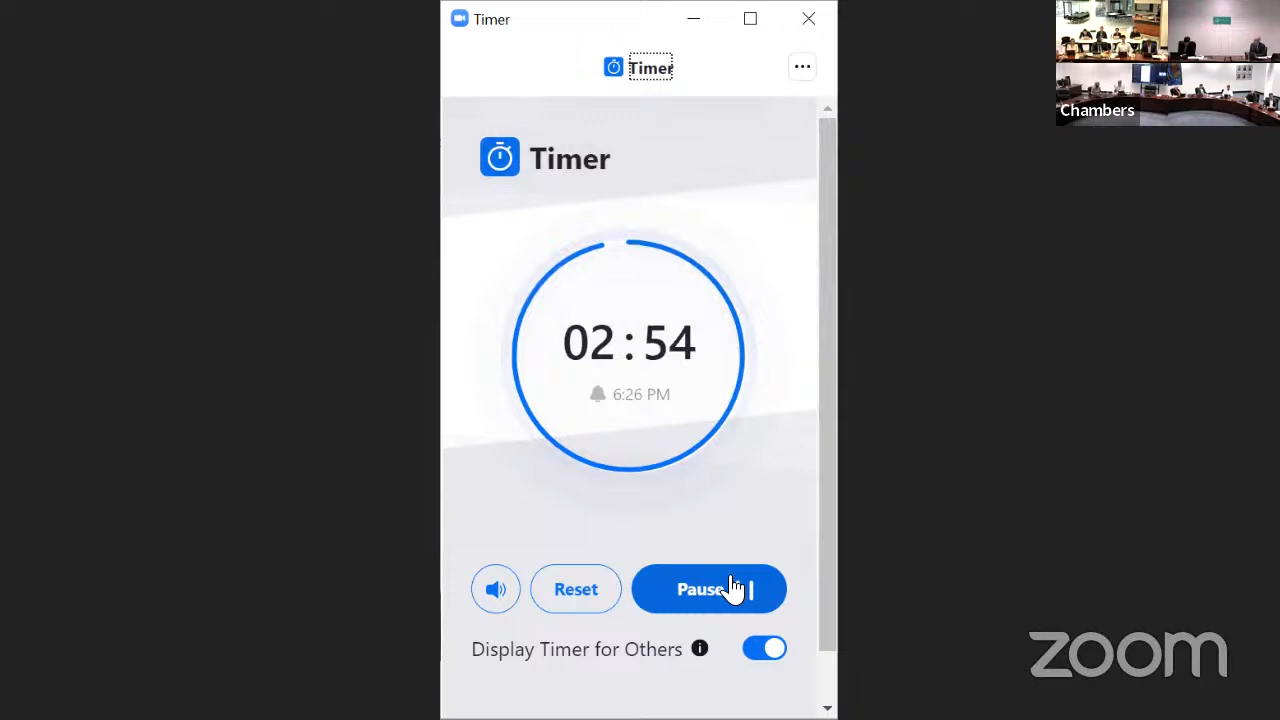 Timer
Timer
Timer
02:54
6:26 PM
Reset
Pause
Display Timer for Others
Chambers
zoom